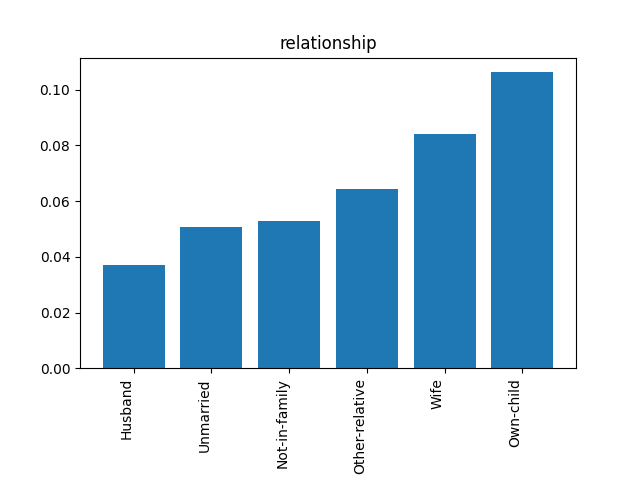 relationship
0.10
0.08
0.06
0.04
0.02
0.00
Husband
Unmarried
Not-in-family
Other-relative
Wife
Own-child